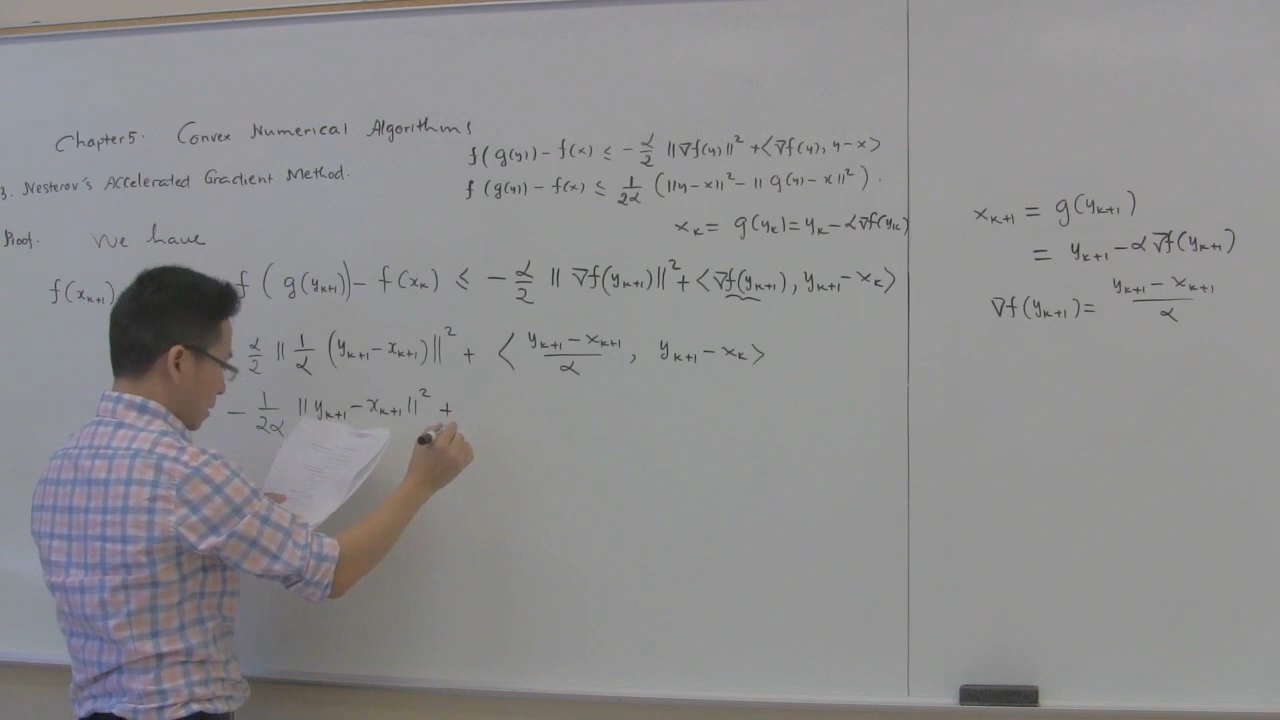 Chapter 5. Convex Numerical Algorithms
3. Nesterov's Accelerated Gradient Method.
f(g(y)) - f(x) ≤ -α/2 ||∇f(y)||² + <∇f(y), y - x>
f(g(y)) - f(x) ≤ 1/2α (||y - x||² - ||g(y) - x||²).
x_k = g(y_k) = y_k - α∇f(y_k)
Proof. We have
f(x_{k+1}) f(g(y_{k+1})) - f(x_k) ≤ -α/2 ||∇f(y_{k+1})||² + <∇f(y_{k+1}), y_{k+1} - x_k>
α/2 ||1/α (y_{k+1} - x_{k+1})||² + <(y_{k+1} - x_{k+1})/α, y_{k+1} - x_k>
- 1/2α ||y_{k+1} - x_{k+1}||² +
x_{k+1} = g(y_{k+1})
= y_{k+1} - α∇f(y_{k+1})
∇f(y_{k+1}) = (y_{k+1} - x_{k+1})/α